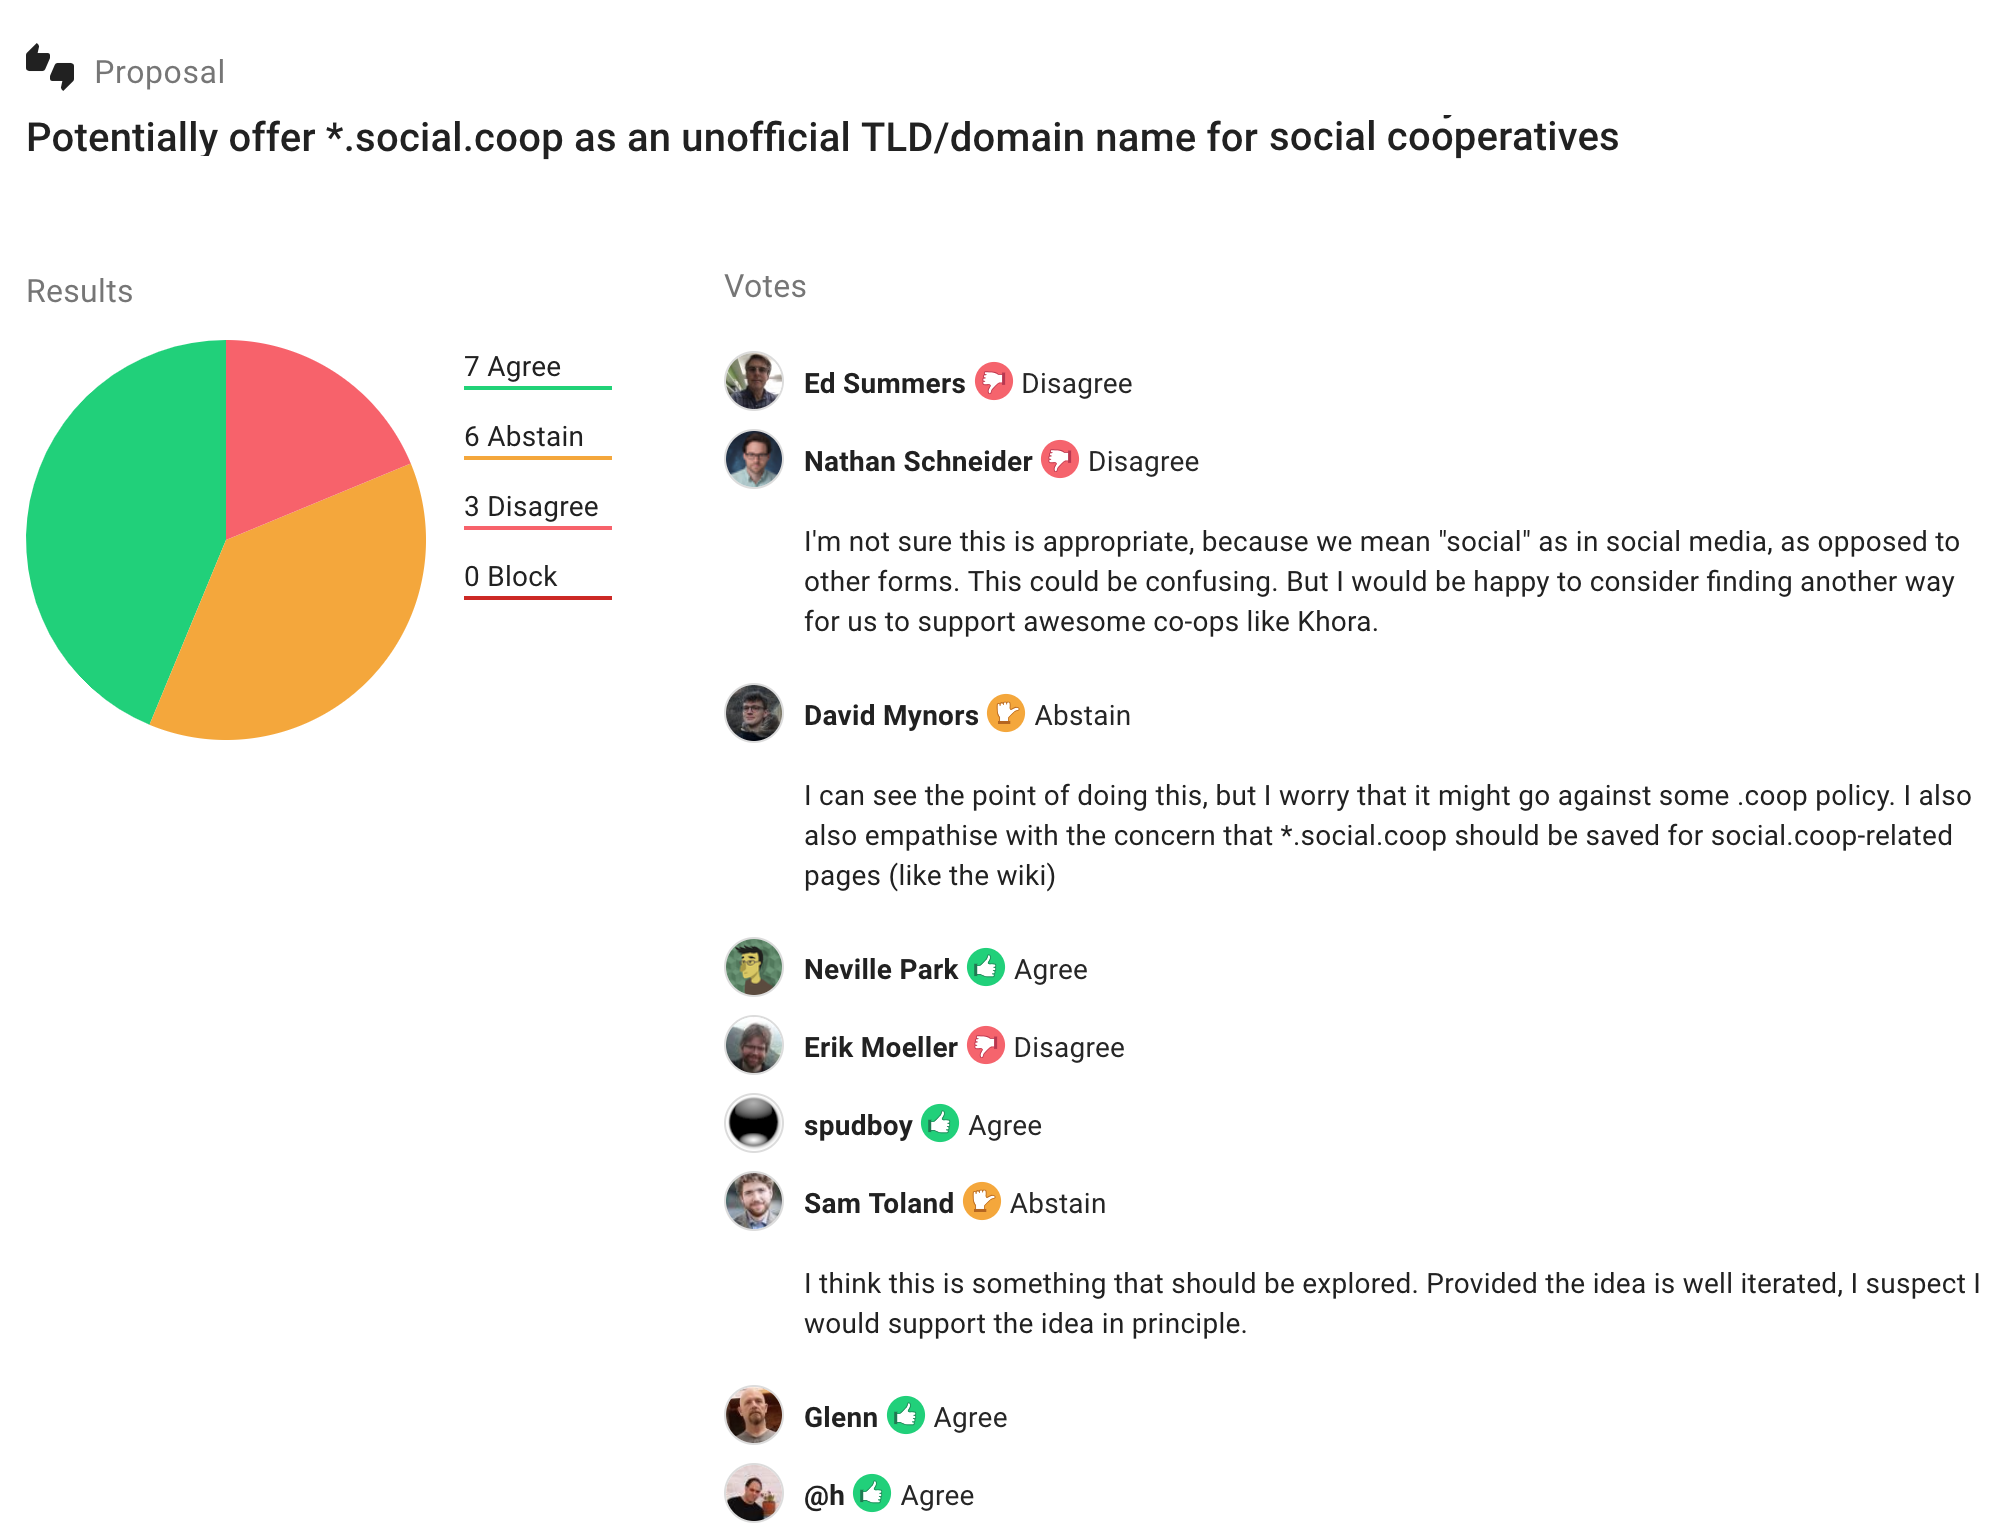 Proposal
Potentially offer *.social.coop as an unofficial TLD/domain name for social cooperatives
Results
7 Agree
6 Abstain
3 Disagree
0 Block
Votes
Ed Summers Disagree
Nathan Schneider Disagree
I'm not sure this is appropriate, because we mean "social" as in social media, as opposed to
other forms. This could be confusing. But I would be happy to consider finding another way
for us to support awesome co-ops like Khora.
David Mynors Abstain
I can see the point of doing this, but I worry that it might go against some .coop policy. I also
also empathise with the concern that *.social.coop should be saved for social.coop-related
pages (like the wiki)
Neville Park Agree
Erik Moeller Disagree
spudboy Agree
Sam Toland Abstain
I think this is something that should be explored. Provided the idea is well iterated, I suspect I
would support the idea in principle.
Glenn Agree
@h Agree